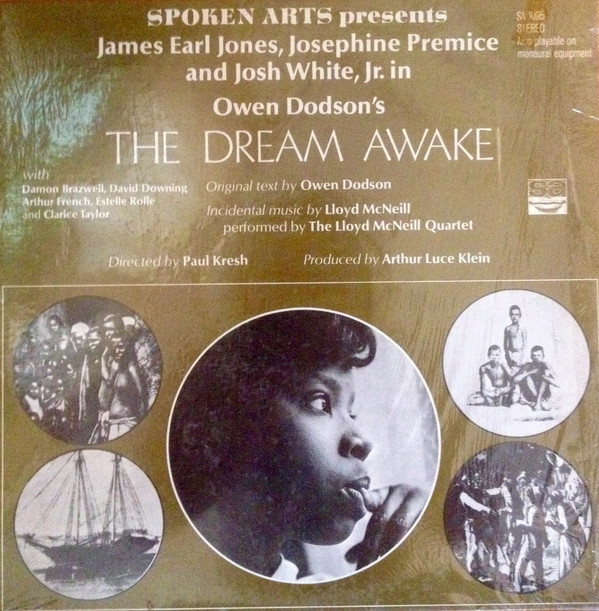 SPOKEN ARTS presents
James Earl Jones, Josephine Premice
and Josh White, Jr. in
Owen Dodson's
THE DREAM AWAKE
STEREO
Also playable on
monaural equipment
with
Damon Brazwell, David Downing
Arthur French, Estelle Rolle
and Clarice Taylor
Original text by Owen Dodson
Incidental music by Lloyd McNeill
performed by The Lloyd McNeill Quartet
Directed by Paul Kresh
Produced by Arthur Luce Klein